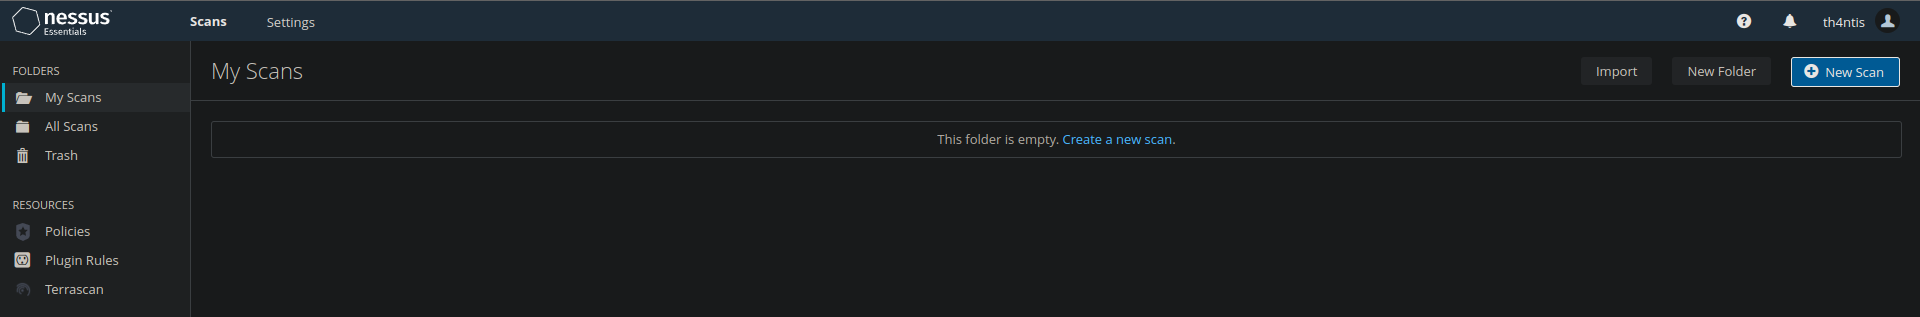 nessus
Essentials
Scans
Settings
th4ntis
FOLDERS
My Scans
All Scans
Trash
RESOURCES
Policies
Plugin Rules
Terrascan
My Scans
Import
New Folder
New Scan
This folder is empty. Create a new scan.